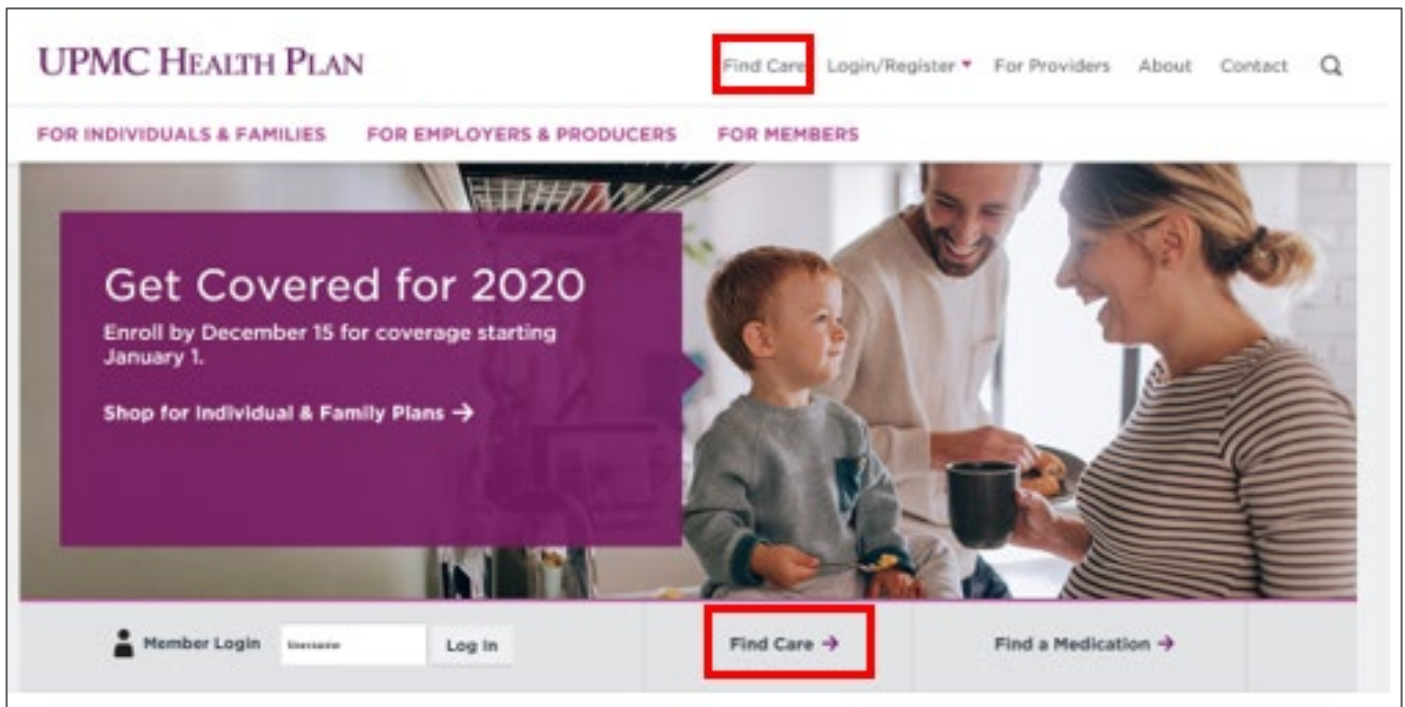 UPMC HEALTH PLAN
Find Care Login/Register For Providers About Contact
FOR INDIVIDUALS & FAMILIES FOR EMPLOYERS & PRODUCERS FOR MEMBERS
Get Covered for 2020
Enroll by December 15 for coverage starting
January 1.
Shop for Individual & Family Plans →
Member Login Username Log In Find Care → Find a Medication →